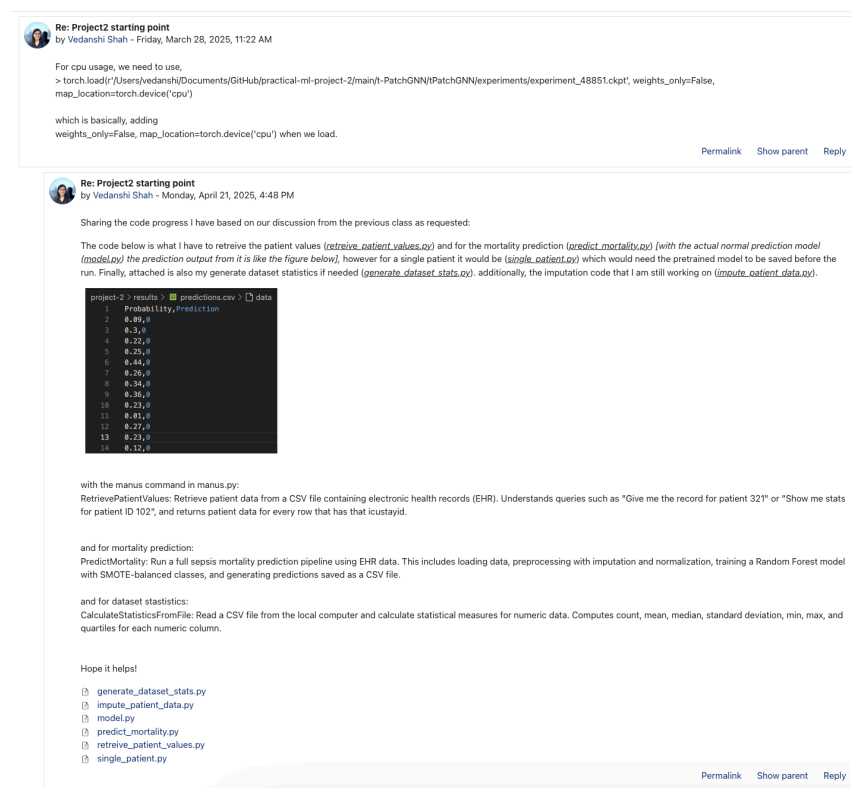 Re: Project2 starting point
by Vedanshi Shah - Friday, March 28, 2025, 11:22 AM
For cpu usage, we need to use,
> torch.load(r'/Users/vedanshi/Documents/GitHub/practical-ml-project-2/main/t-PatchGNN/tPatchGNN/experiments/experiment_48851.ckpt', weights_only=False,
map_location=torch.device('cpu')
which is basically, adding
weights_only=False, map_location=torch.device('cpu') when we load.
Permalink Show parent Reply
Re: Project2 starting point
by Vedanshi Shah - Monday, April 21, 2025, 4:48 PM
Sharing the code progress I have based on our discussion from the previous class as requested:
The code below is what I have to retreive the patient values (retreive_patient_values.py) and for the mortality prediction (predict_mortality.py) [with the actual normal prediction model
(model.py) the prediction output from it is like the figure below], however for a single patient it would be (single_patient.py) which would need the pretrained model to be saved before the
run. Finally, attached is also my generate dataset statistics if needed (generate_dataset_stats.py). additionally, the imputation code that I am still working on (impute_patient_data.py).
project-2 > results > predictions.csv > data
1 Probability,Prediction
2 0.09,0
3 0.3,0
4 0.22,0
5 0.25,0
6 0.44,0
7 0.26,0
8 0.34,0
9 0.36,0
10 0.23,0
11 0.01,0
12 0.27,0
13 0.23,0
14 0.12,0
with the manus command in manus.py:
RetrievePatientValues: Retrieve patient data from a CSV file containing electronic health records (EHR). Understands queries such as "Give me the record for patient 321" or "Show me stats
for patient ID 102", and returns patient data for every row that has that icustayid.
and for mortality prediction:
PredictMortality: Run a full sepsis mortality prediction pipeline using EHR data. This includes loading data, preprocessing with imputation and normalization, training a Random Forest model
with SMOTE-balanced classes, and generating predictions saved as a CSV file.
and for dataset stastistics:
CalculateStatisticsFromFile: Read a CSV file from the local computer and calculate statistical measures for numeric data. Computes count, mean, median, standard deviation, min, max, and
quartiles for each numeric column.
Hope it helps!
generate_dataset_stats.py
impute_patient_data.py
model.py
predict_mortality.py
retreive_patient_values.py
single_patient.py
Permalink Show parent Reply